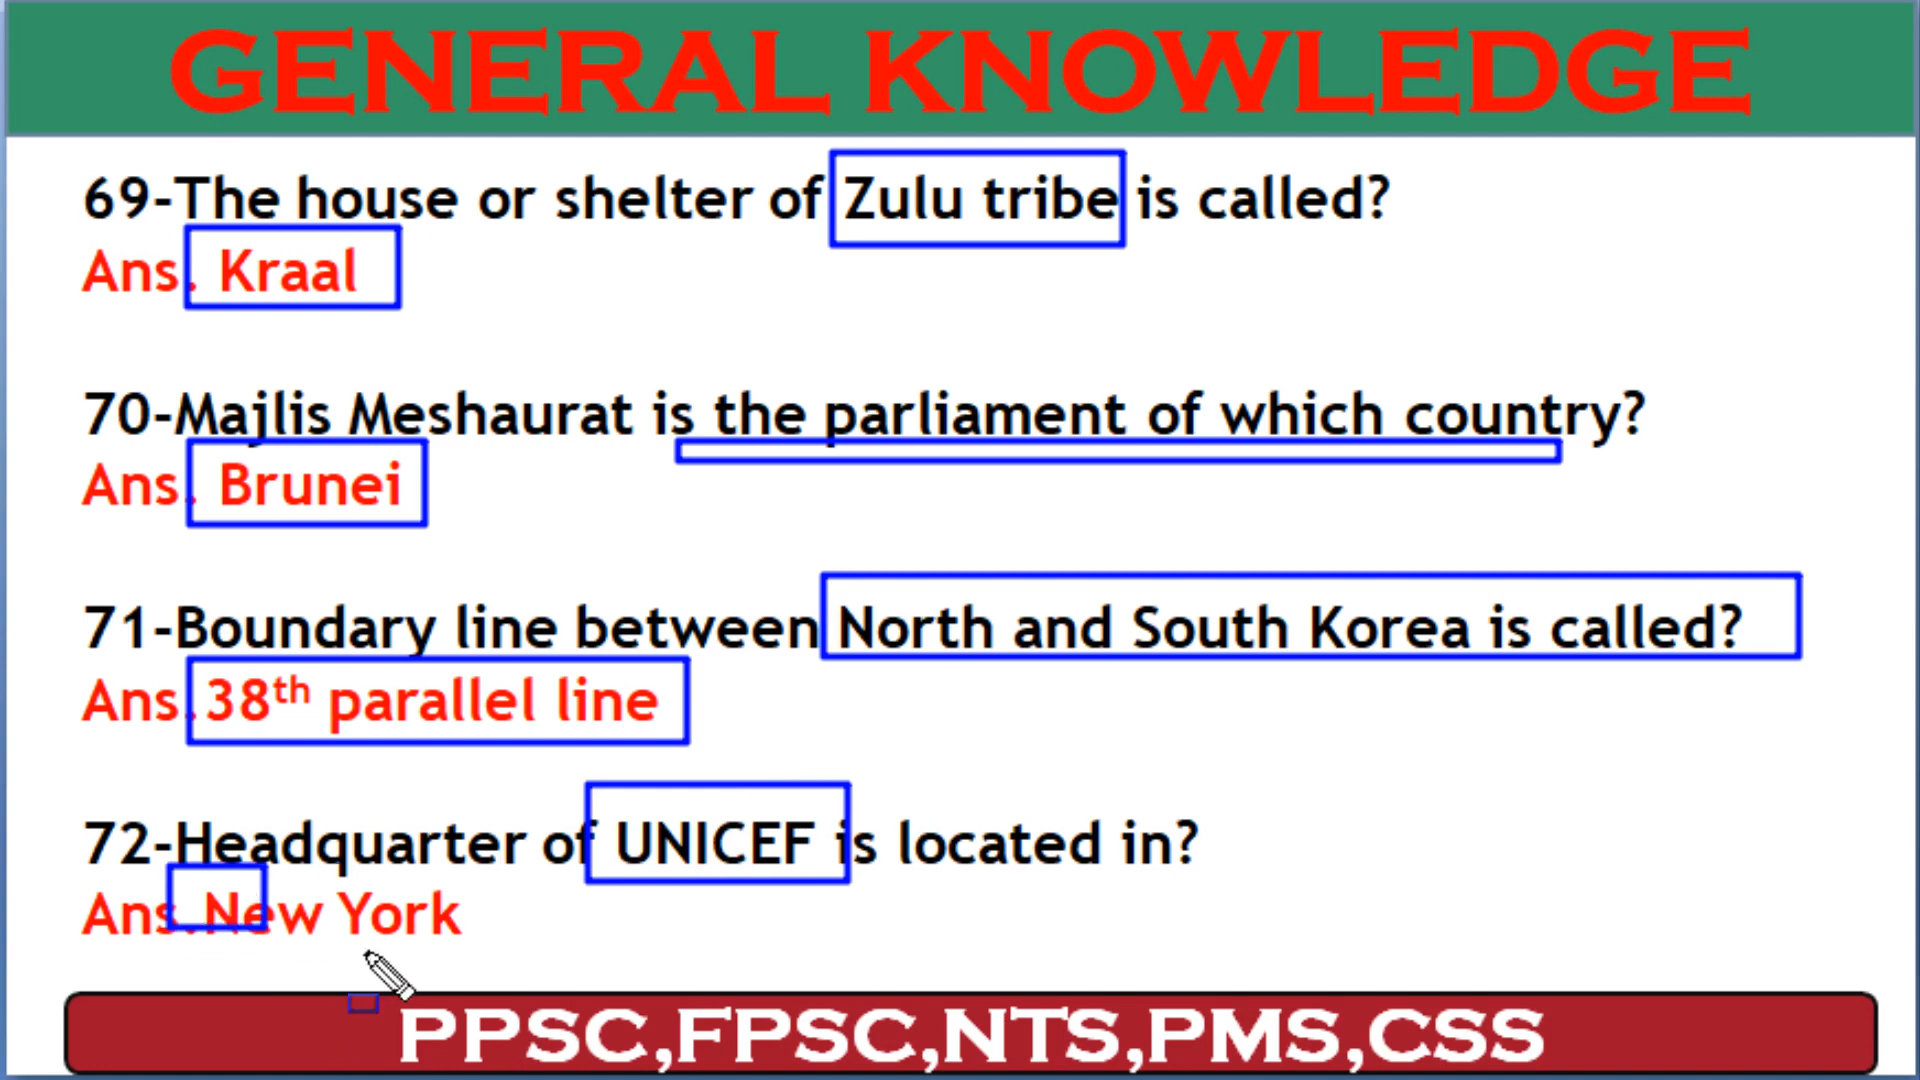 GENERAL KNOWLEDGE
69-The house or shelter of Zulu tribe is called?
Ans. Kraal
70-Majlis Meshaurat is the parliament of which country?
Ans. Brunei
71-Boundary line between North and South Korea is called?
Ans.38th parallel line
72-Headquarter of UNICEF is located in?
Ans.New York
PPSC,FPSC,NTS,PMS,CSS